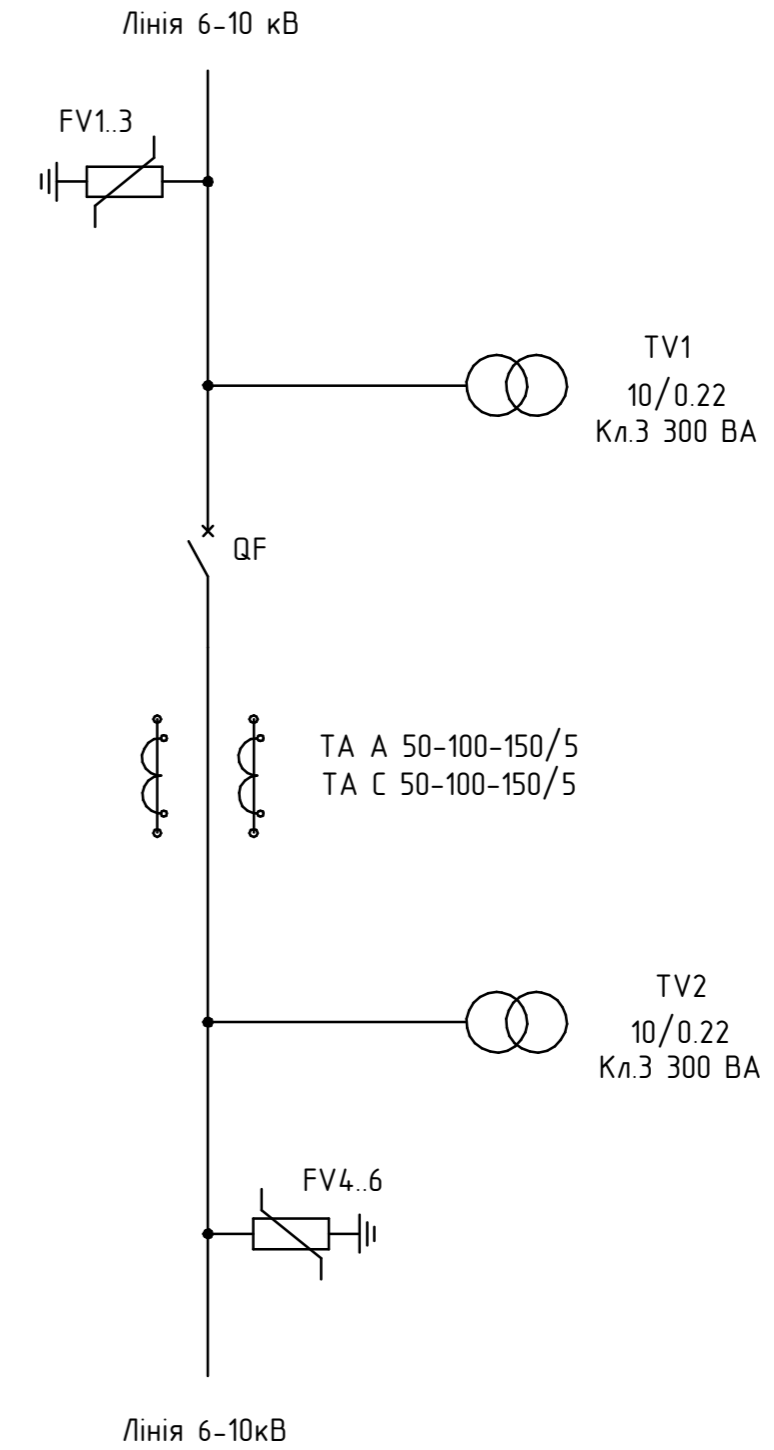 Лінія 6-10 кВ
FV1..3
TV1
10/0.22
Кл.3 300 ВА
QF
ТА А 50-100-150/5
ТА С 50-100-150/5
TV2
10/0.22
Кл.3 300 ВА
FV4..6
Лінія 6-10кВ